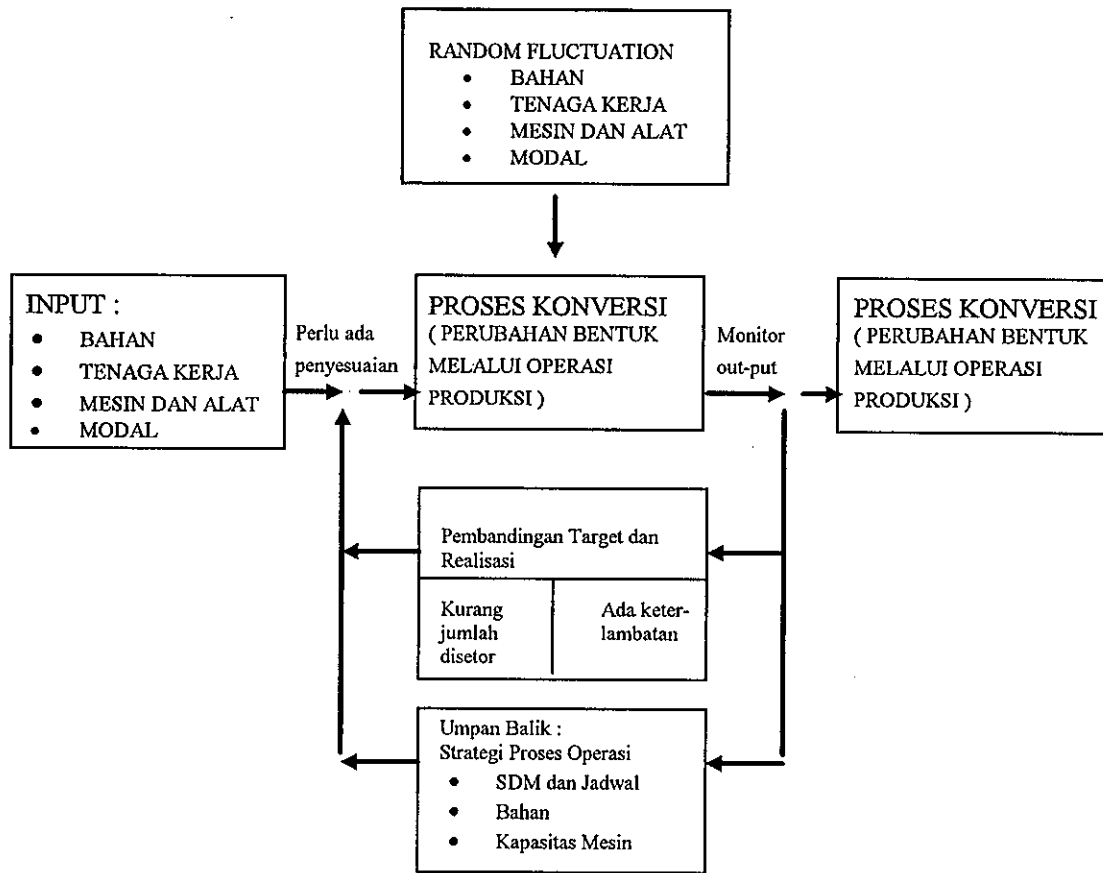 RANDOM FLUCTUATION
• BAHAN
• TENAGA KERJA
• MESIN DAN ALAT
• MODAL
INPUT :
• BAHAN
• TENAGA KERJA
• MESIN DAN ALAT
• MODAL
Perlu ada
penyesuaian
PROSES KONVERSI
( PERUBAHAN BENTUK
MELALUI OPERASI
PRODUKSI )
Monitor
out-put
PROSES KONVERSI
( PERUBAHAN BENTUK
MELALUI OPERASI
PRODUKSI )
Pembandingan Target dan
Realisasi
Kurang
jumlah
disetor
Ada keter-
lambatan
Umpan Balik :
Strategi Proses Operasi
• SDM dan Jadwal
• Bahan
• Kapasitas Mesin